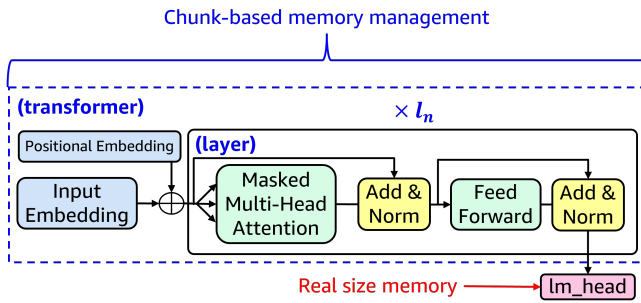 Chunk-based memory management
(transformer)
× lₙ
Positional Embedding
(layer)
Input
Embedding
Masked
Multi-Head
Attention
Add &
Norm
Feed
Forward
Add &
Norm
Real size memory
lm_head